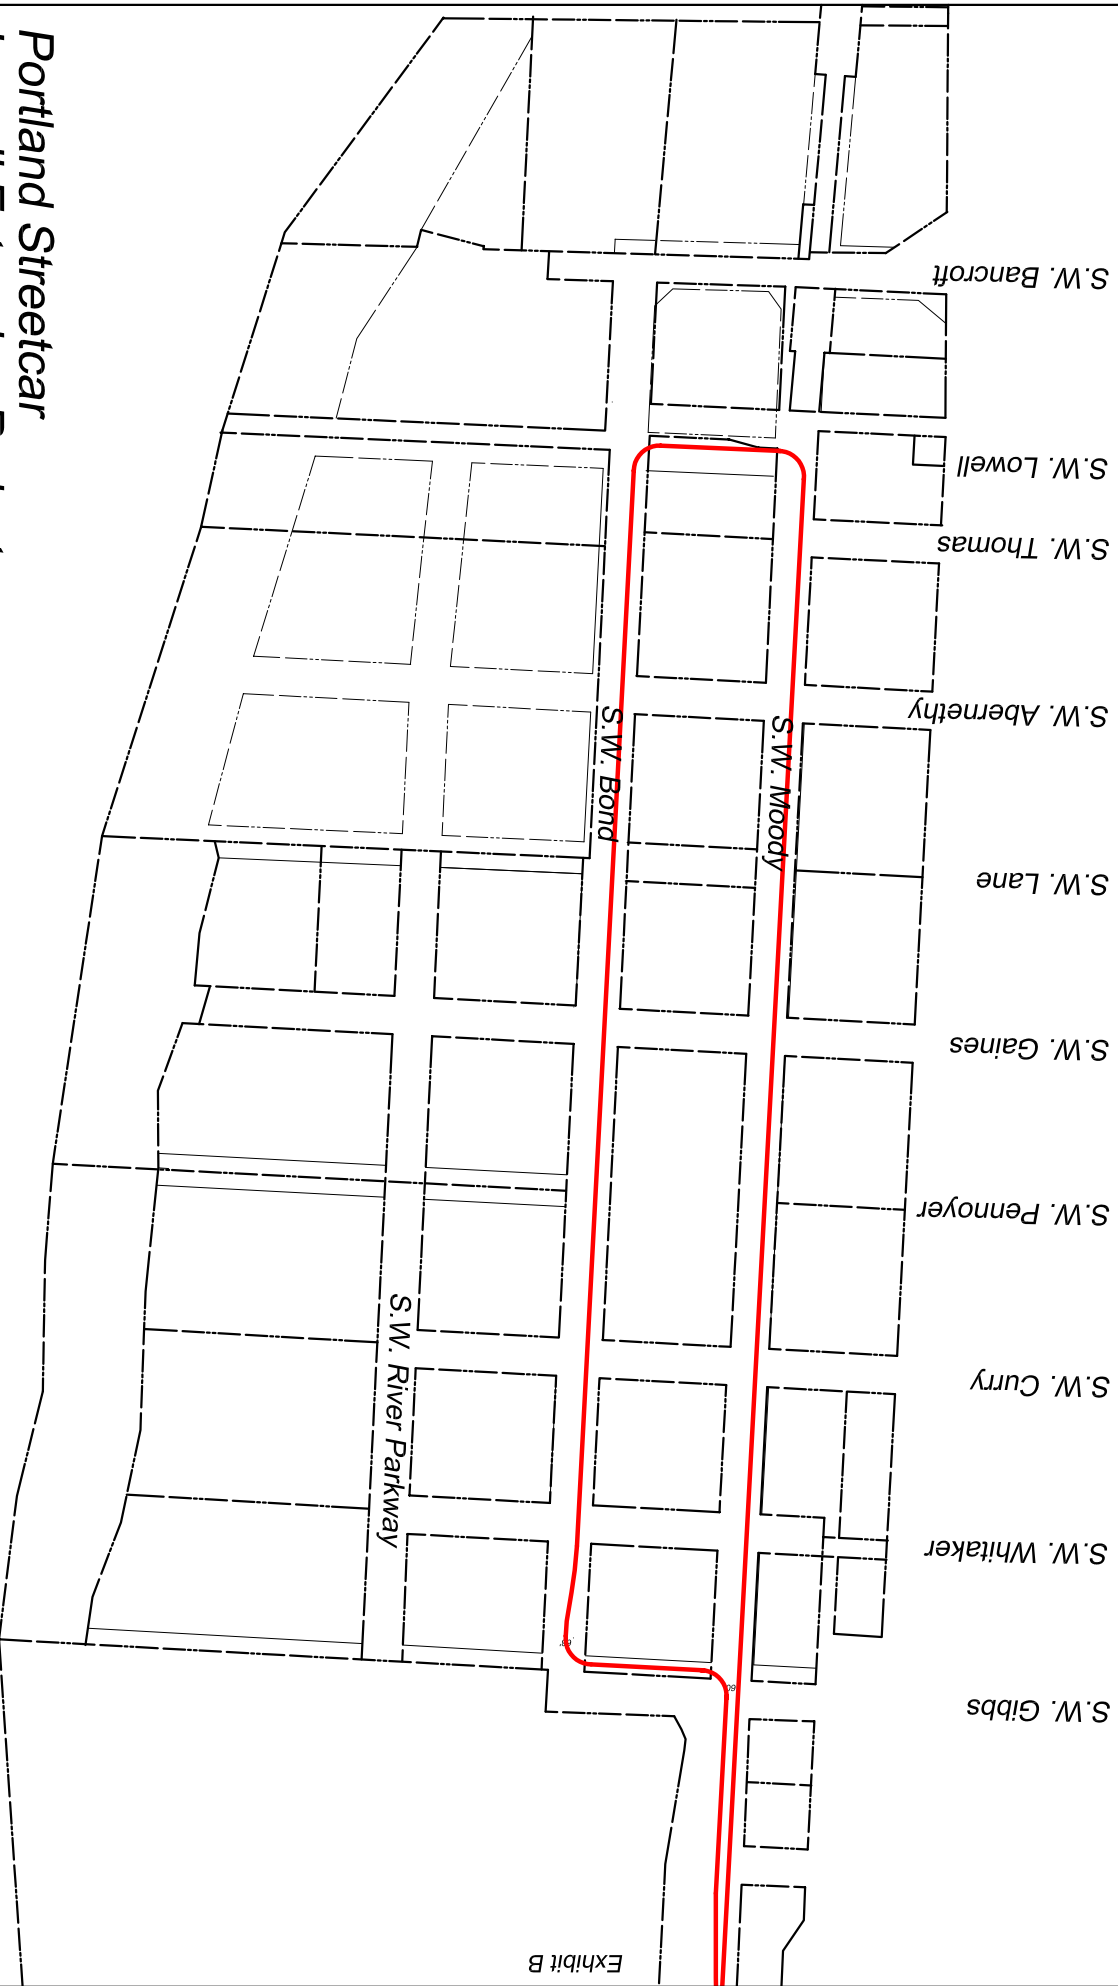 Portland Streetcar
S.W. Bancroft
S.W. Lowell
S.W. Thomas
S.W. Abernethy
S.W. Lane
S.W. Gaines
S.W. Pennoyer
S.W. Curry
S.W. Whitaker
S.W. Gibbs
S.W. Moody
S.W. Bond
S.W. River Parkway
Exhibit B